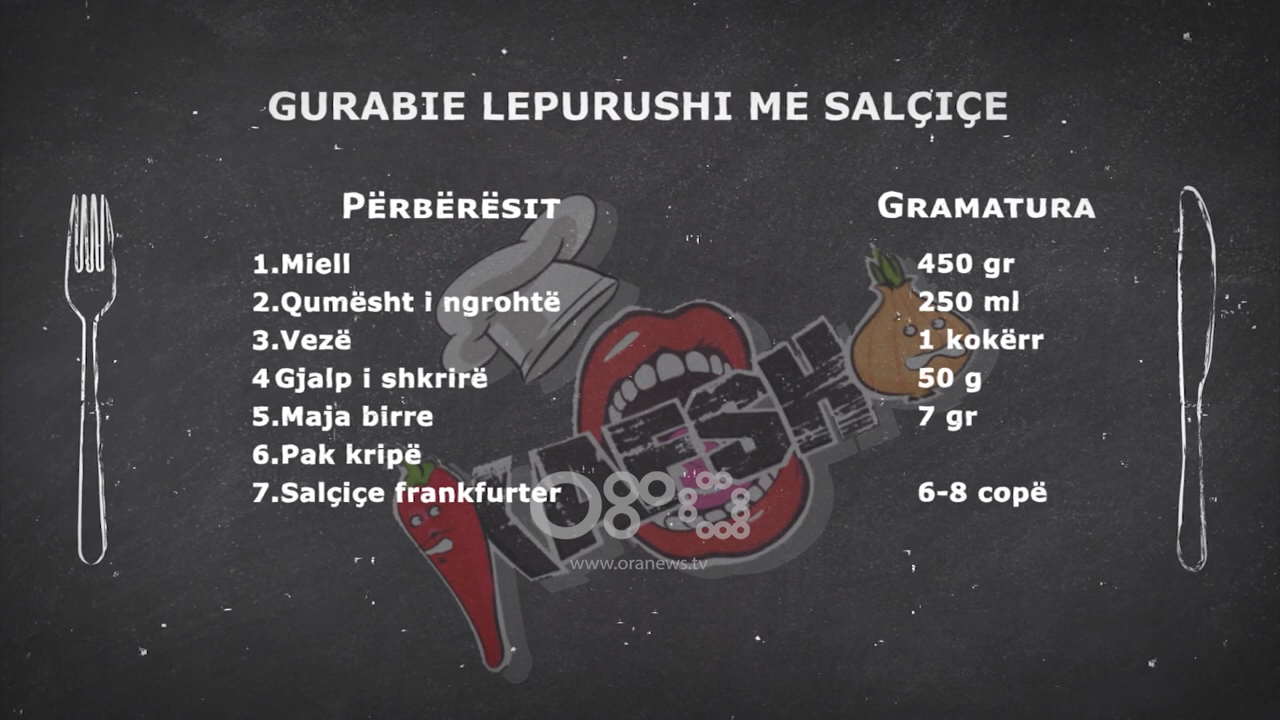 GURABIE LEPURUSHI ME SALÇIÇE
PËRBËRËSIT GRAMATURA
1.Miell 450 gr
2.Qumësht i ngrohtë 250 ml
3.Vezë 1 kokërr
4 Gjalp i shkrirë 50 g
5.Maja birre 7 gr
6.Pak kripë
7.Salçiçe frankfurter 6-8 copë
www.oranews.tv